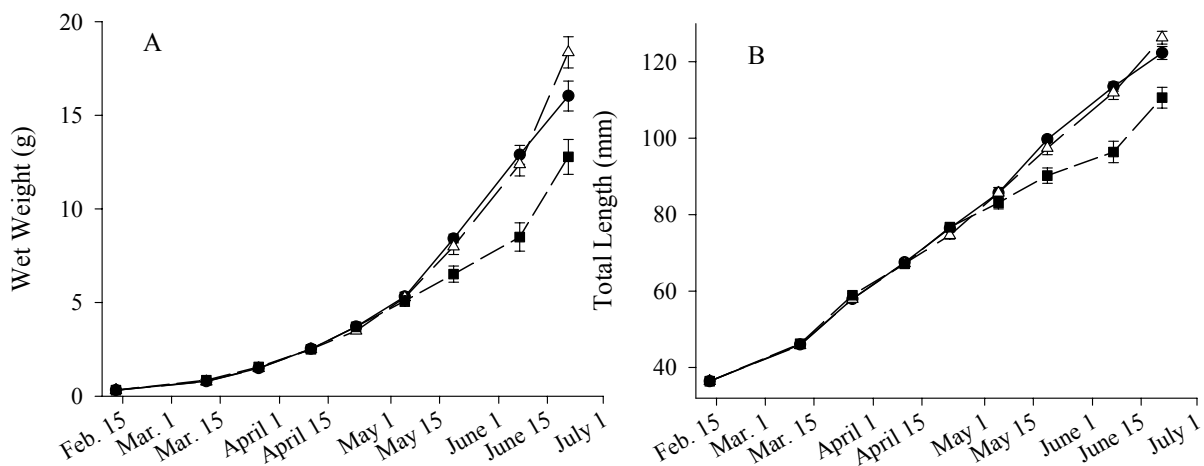 A
Wet Weight (g)
20
15
10
5
0
Feb. 15
Mar. 1
Mar. 15
April 1
April 15
May 1
May 15
June 1
June 15
July 1
B
Total Length (mm)
120
100
80
60
40
Feb. 15
Mar. 1
Mar. 15
April 1
April 15
May 1
May 15
June 1
June 15
July 1